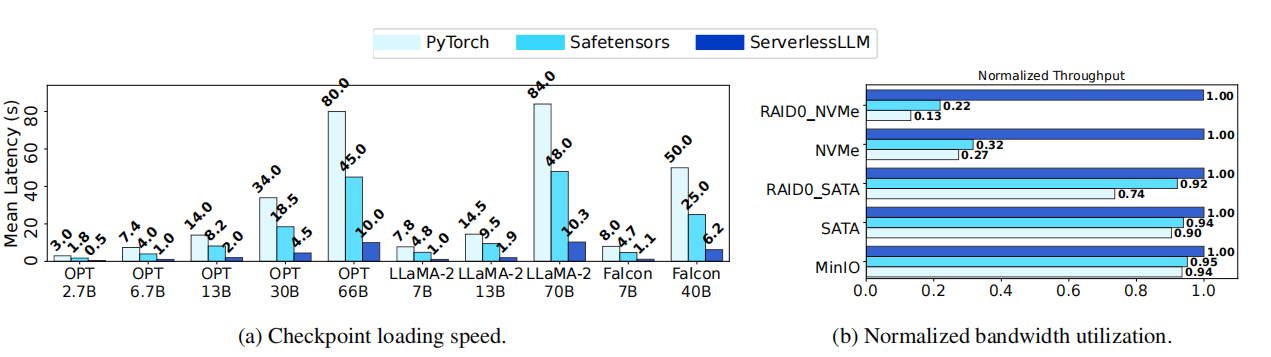 PyTorch Safetensors ServerlessLLM
Mean Latency (s)
80
60
40
20
0
3.0 1.8 0.5
7.4 4.0 1.0
14.0 8.2 2.0
34.0 18.5 4.5
80.0 45.0 10.0
7.8 4.8 1.0
14.5 9.5 1.9
84.0 48.0 10.3
8.0 4.7 1.1
50.0 25.0 6.2
OPT OPT OPT OPT OPT LLaMA-2 LLaMA-2 LLaMA-2 Falcon Falcon
2.7B 6.7B 13B 30B 66B 7B 13B 70B 7B 40B
(a) Checkpoint loading speed.
Normalized Throughput
RAID0_NVMe
1.00
0.22
0.13
NVMe
1.00
0.32
0.27
RAID0_SATA
1.00
0.92
0.74
SATA
1.00
0.94
0.90
MinIO
1.00
0.95
0.94
0.0 0.2 0.4 0.6 0.8 1.0
(b) Normalized bandwidth utilization.